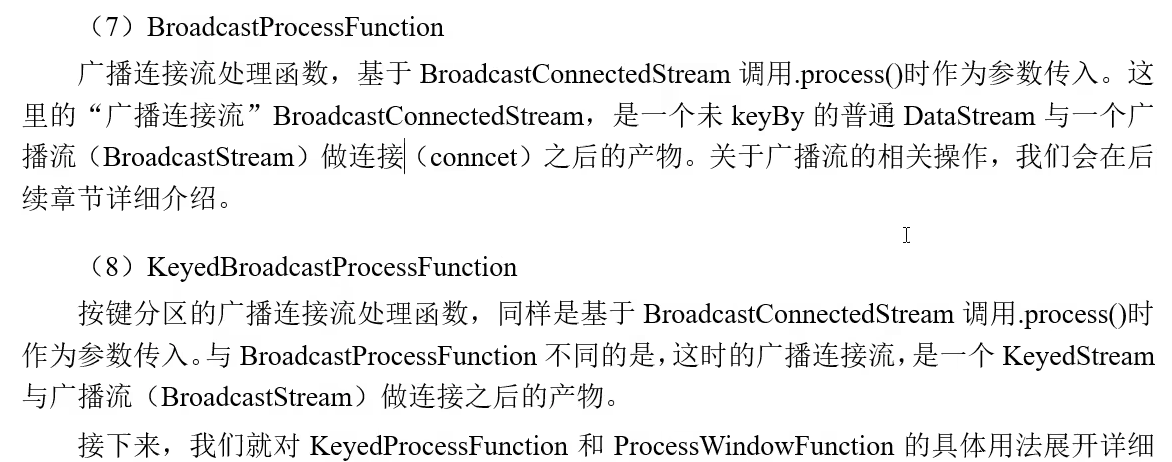 （7）BroadcastProcessFunction
广播连接流处理函数，基于 BroadcastConnectedStream 调用.process()时作为参数传入。这
里的“广播连接流”BroadcastConnectedStream，是一个未 keyBy 的普通 DataStream 与一个广
播流（BroadcastStream）做连接（conncet）之后的产物。关于广播流的相关操作，我们会在后
续章节详细介绍。
（8）KeyedBroadcastProcessFunction
按键分区的广播连接流处理函数，同样是基于 BroadcastConnectedStream 调用.process()时
作为参数传入。与 BroadcastProcessFunction 不同的是，这时的广播连接流，是一个 KeyedStream
与广播流（BroadcastStream）做连接之后的产物。
接下来，我们就对 KeyedProcessFunction 和 ProcessWindowFunction 的具体用法展开详细